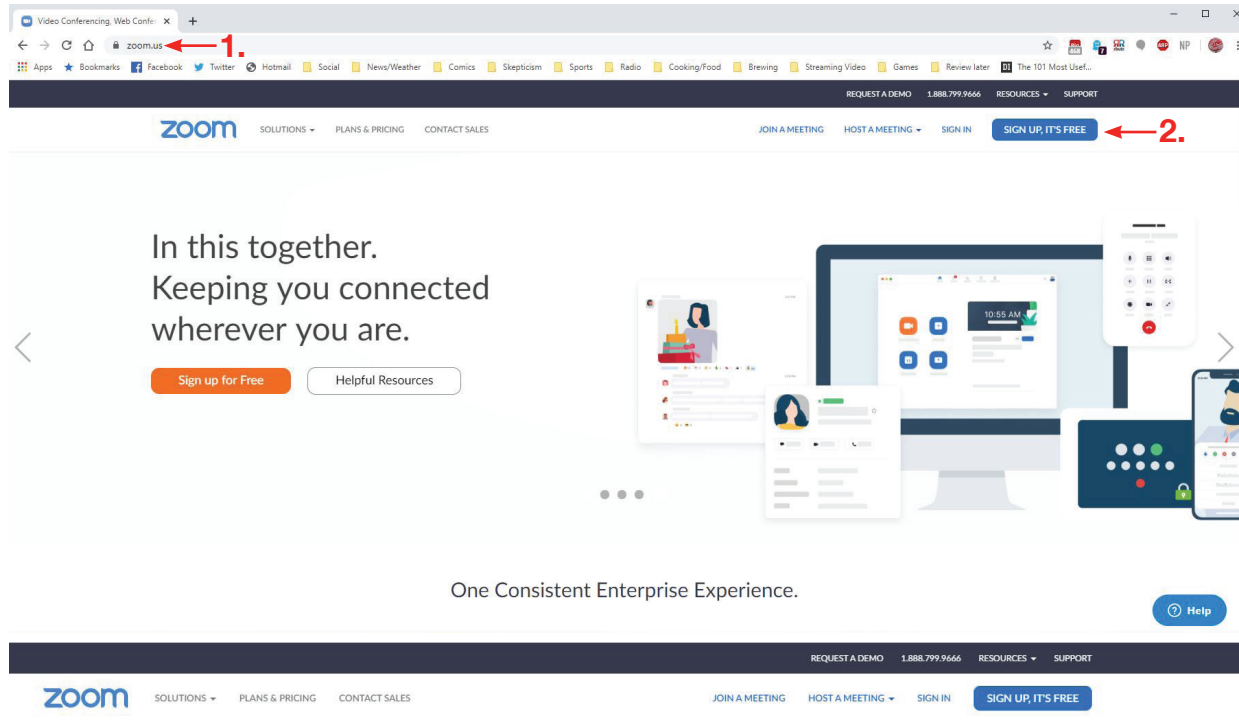 Video Conferencing, Web Confe
zoom.us 1.
NP
Apps Bookmarks Facebook Twitter Hotmail Social News/Weather Comics Skepticism Sports Radio Cooking/Food Brewing Streaming Video Games Review later The 101 Most Usef...
REQUEST A DEMO 1.888.799.9666 RESOURCES SUPPORT
zoom SOLUTIONS PLANS & PRICING CONTACT SALES JOIN A MEETING HOST A MEETING SIGN IN SIGN UP, IT'S FREE 2.
In this together.
Keeping you connected
wherever you are.
Sign up for Free Helpful Resources
10:55 AM
One Consistent Enterprise Experience.
Help
REQUEST A DEMO 1.888.799.9666 RESOURCES SUPPORT
zoom SOLUTIONS PLANS & PRICING CONTACT SALES JOIN A MEETING HOST A MEETING SIGN IN SIGN UP, IT'S FREE